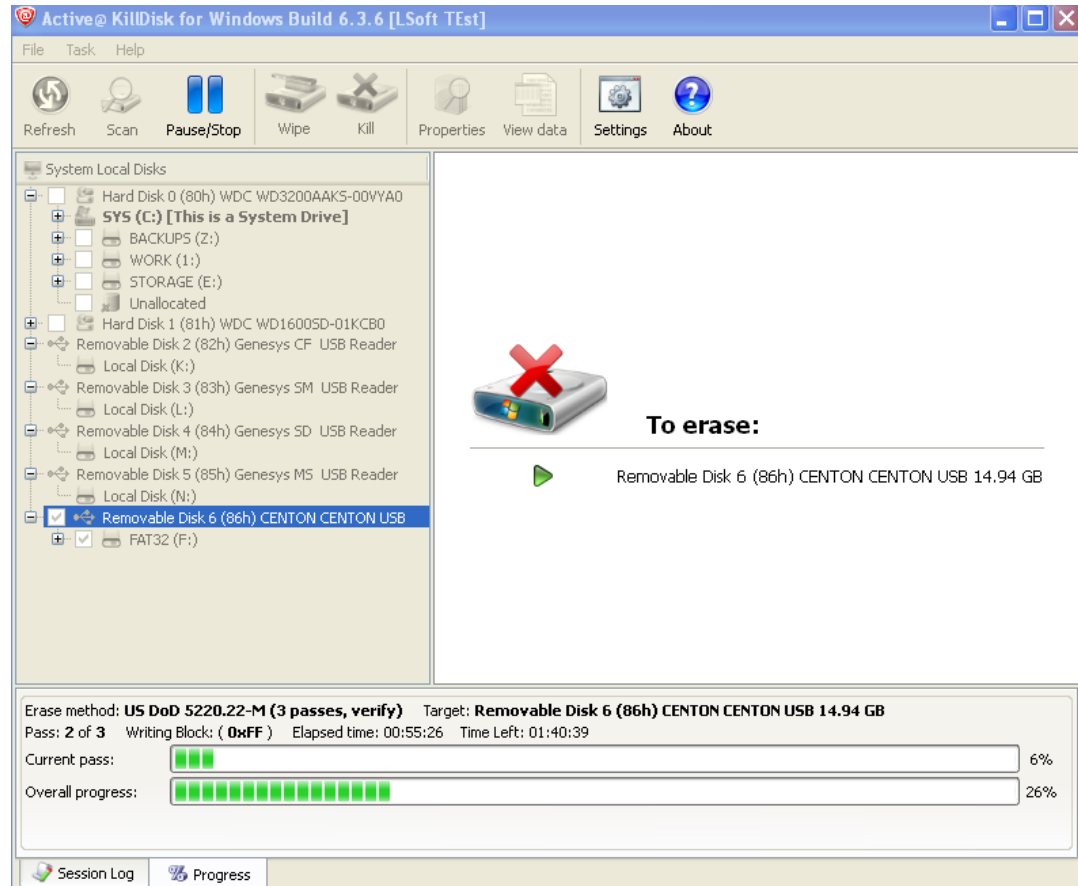 Active@ KillDisk for Windows Build 6.3.6 [LSoft TEst]
File Task Help
Refresh Scan Pause/Stop Wipe Kill Properties View data Settings About
System Local Disks
Hard Disk 0 (80h) WDC WD3200AAKS-00VYA0
SYS (C:) [This is a System Drive]
BACKUPS (Z:)
WORK (1:)
STORAGE (E:)
Unallocated
Hard Disk 1 (81h) WDC WD1600SD-01KCB0
Removable Disk 2 (82h) Genesys CF USB Reader
Local Disk (K:)
Removable Disk 3 (83h) Genesys SM USB Reader
Local Disk (L:)
Removable Disk 4 (84h) Genesys SD USB Reader
Local Disk (M:)
Removable Disk 5 (85h) Genesys MS USB Reader
Local Disk (N:)
Removable Disk 6 (86h) CENTON CENTON USB
FAT32 (F:)
To erase:
Removable Disk 6 (86h) CENTON CENTON USB 14.94 GB
Erase method: US DoD 5220.22-M (3 passes, verify) Target: Removable Disk 6 (86h) CENTON CENTON USB 14.94 GB
Pass: 2 of 3 Writing Block: ( 0xFF ) Elapsed time: 00:55:26 Time Left: 01:40:39
Current pass: 6%
Overall progress: 26%
Session Log Progress